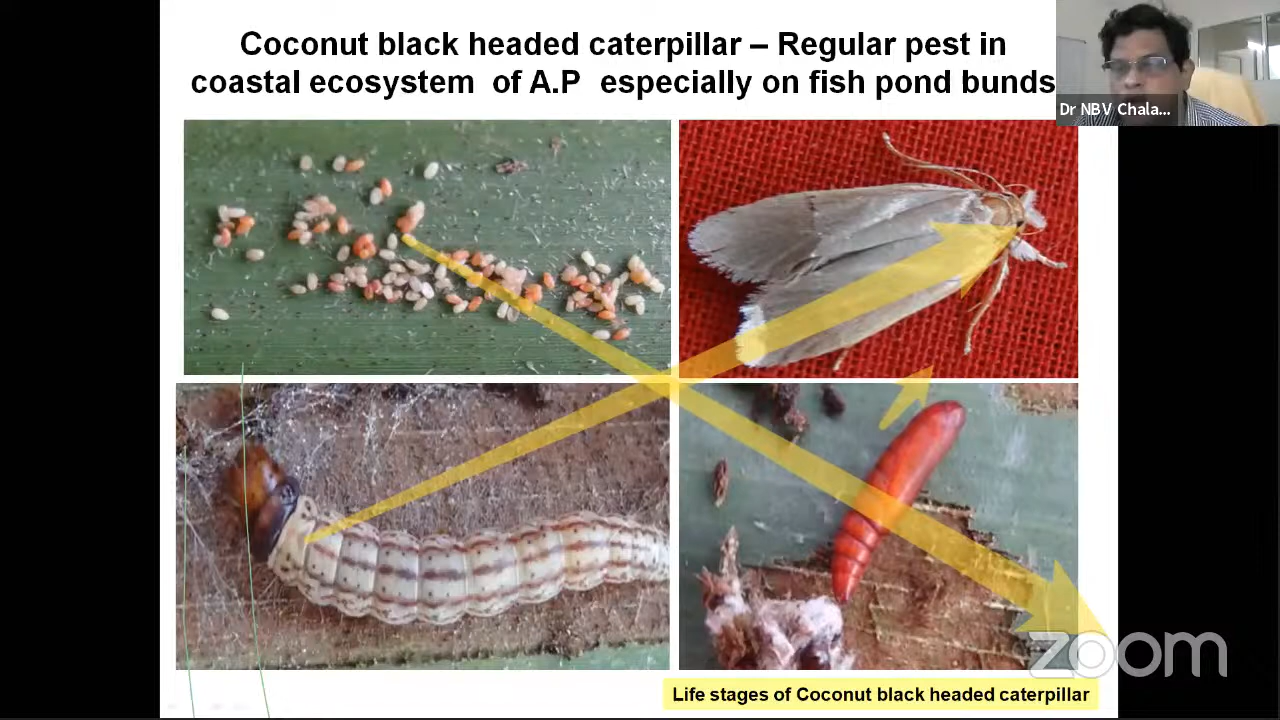 Coconut black headed caterpillar – Regular pest in
coastal ecosystem of A.P especially on fish pond bunds
Dr NBV Chala...
zoom
Life stages of Coconut black headed caterpillar